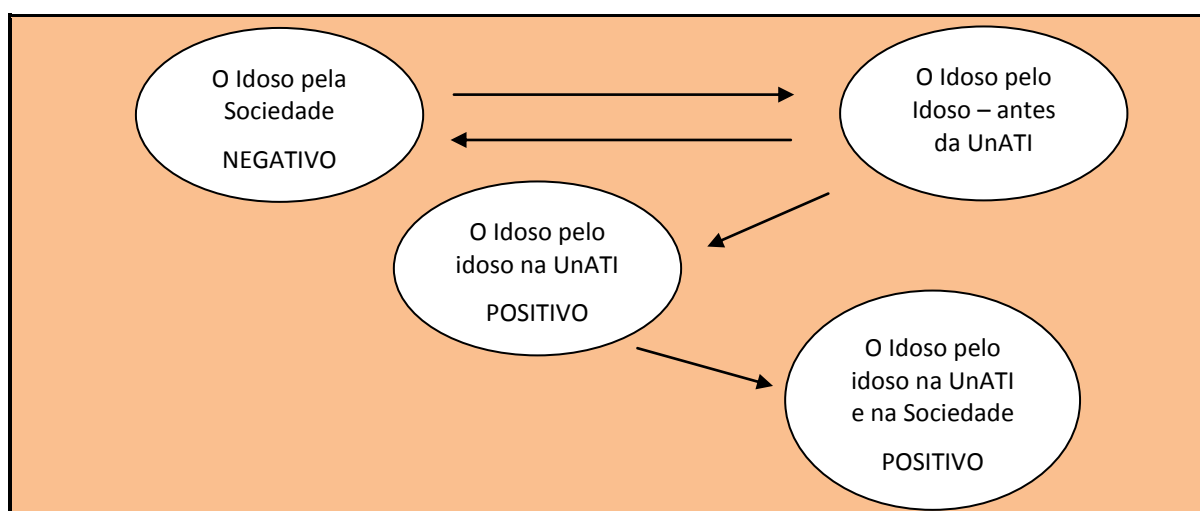 O Idoso pela
Sociedade
NEGATIVO
O Idoso pelo
Idoso – antes
da UnATI
O Idoso pelo
idoso na UnATI
POSITIVO
O Idoso pelo
idoso na UnATI
e na Sociedade
POSITIVO